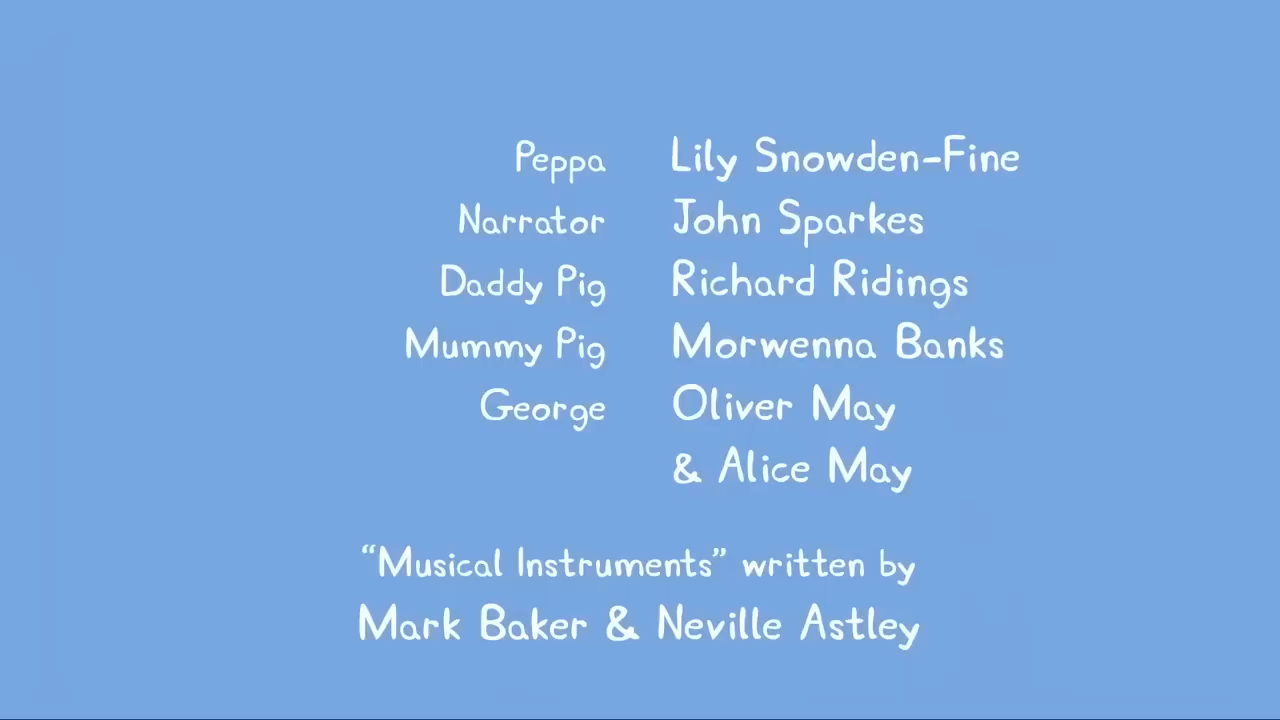 Peppa Lily Snowden-Fine
Narrator John Sparkes
Daddy Pig Richard Ridings
Mummy Pig Morwenna Banks
George Oliver May
& Alice May
“Musical Instruments” written by
Mark Baker & Neville Astley